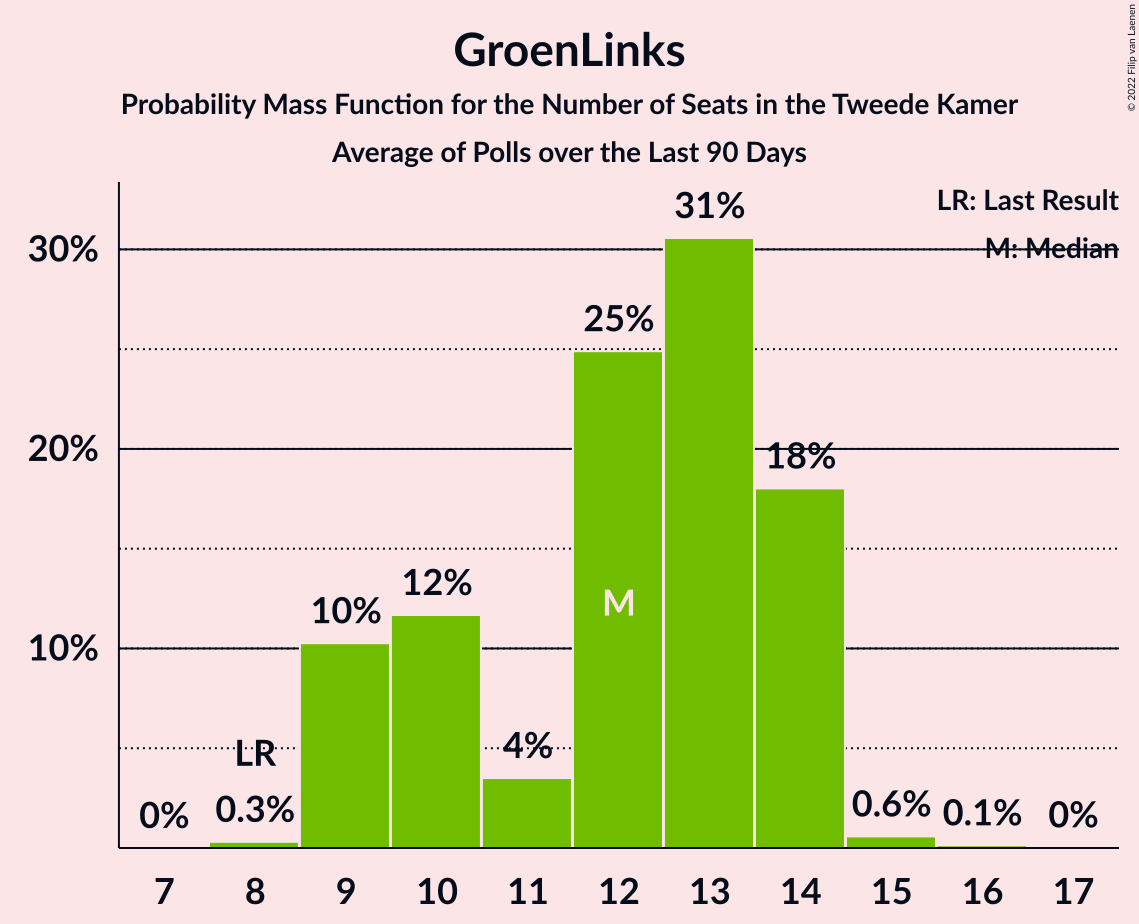 GroenLinks
Probability Mass Function for the Number of Seats in the Tweede Kamer
Average of Polls over the Last 90 Days
© 2022 Filip van Laenen
LR: Last Result
M: Median
30%
20%
10%
0%
LR
0.3%
10%
12%
4%
25%
M
31%
18%
0.6%
0.1%
0%
7 8 9 10 11 12 13 14 15 16 17